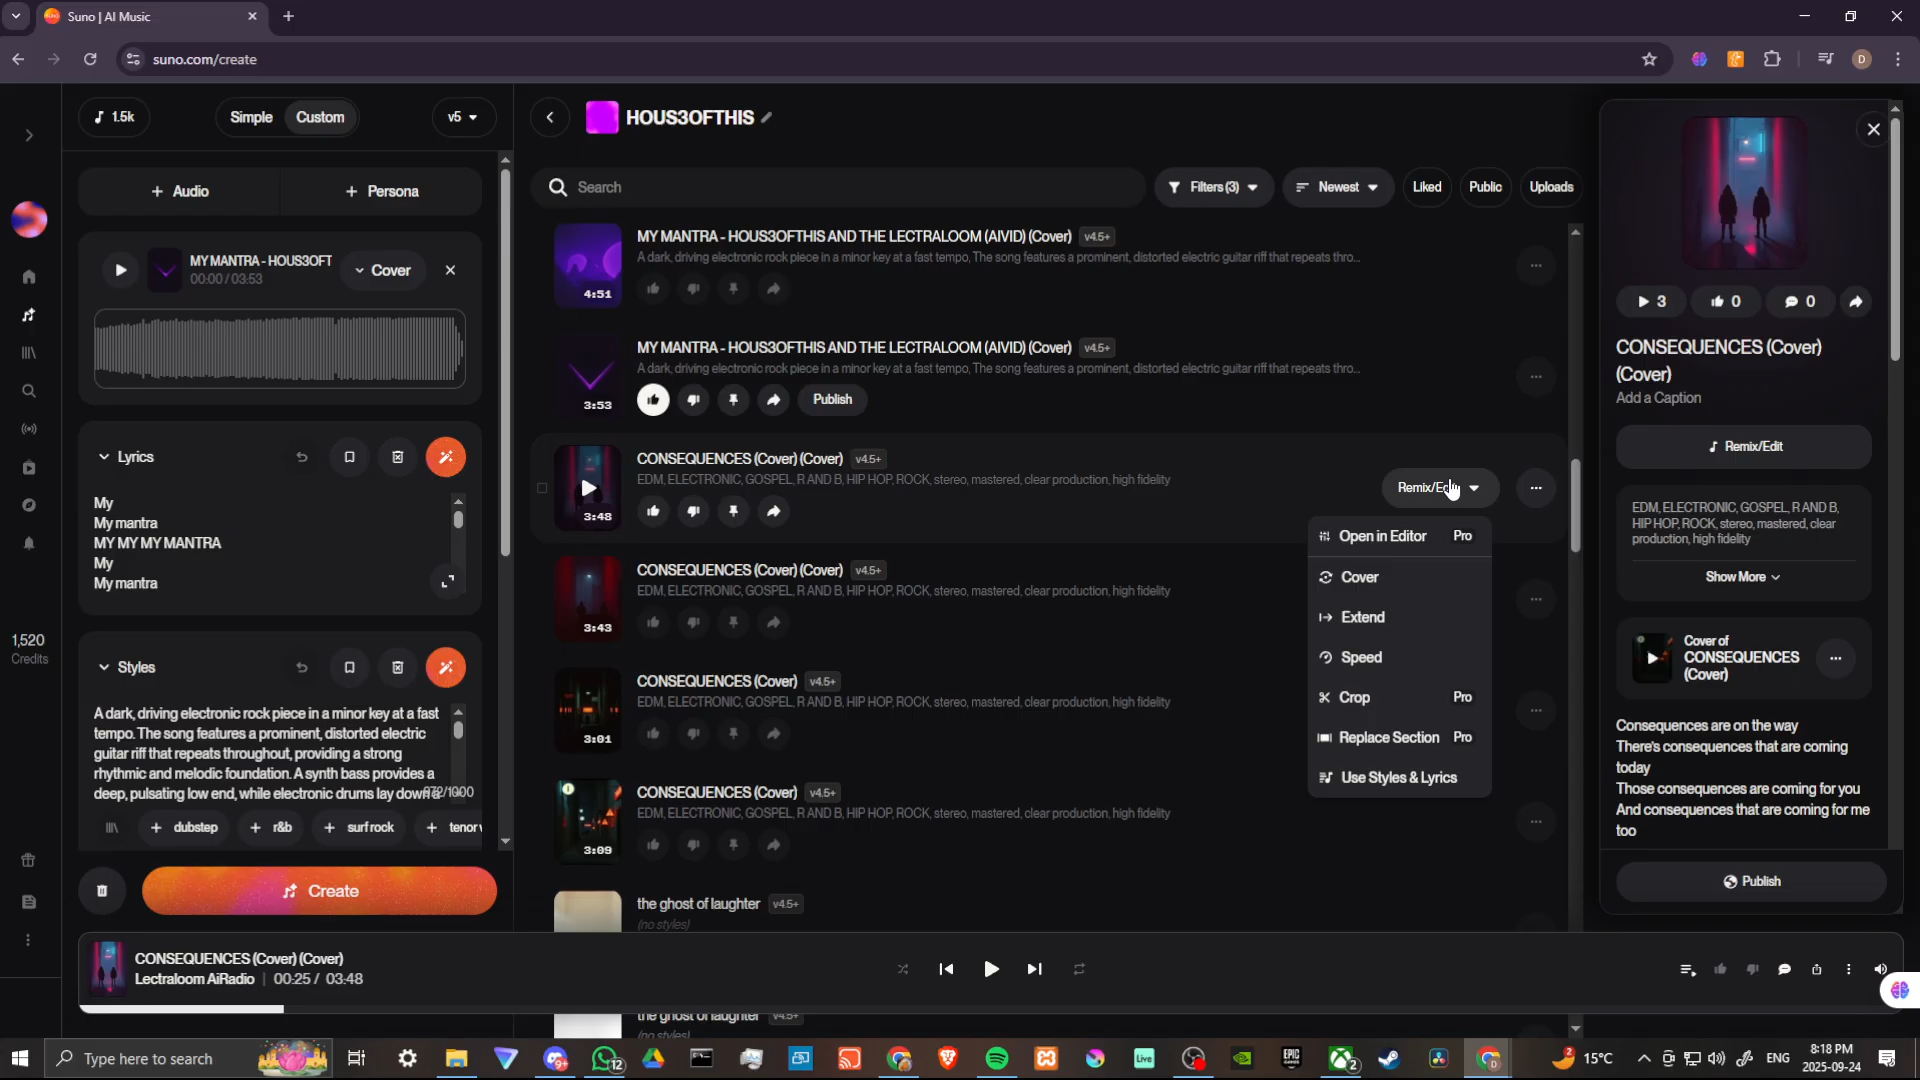 Suno | AI Music
suno.com/create
D
1.5k
Simple
Custom
v5
HOUS3OFTHIS
+ Audio
+ Persona
Search
Filters (3)
Newest
Liked
Public
Uploads
MY MANTRA - HOUS3OFT
00:00 / 03:53
Cover
Lyrics
My
My mantra
MY MY MY MANTRA
My
My mantra
1,520
Credits
Styles
A dark, driving electronic rock piece in a minor key at a fast
tempo, The song features a prominent, distorted electric
guitar riff that repeats throughout, providing a strong
rhythmic and melodic foundation. A synth bass provides a
deep, pulsating low end, while electronic drums lay down a
+ dubstep
+ r&b
+ surf rock
+ tenor
Create
MY MANTRA - HOUS3OFTHIS AND THE LECTRALOOM (AIVID) (Cover) v4.5+
A dark, driving electronic rock piece in a minor key at a fast tempo, The song features a prominent, distorted electric guitar riff that repeats thro...
4:51
MY MANTRA - HOUS3OFTHIS AND THE LECTRALOOM (AIVID) (Cover) v4.5+
A dark, driving electronic rock piece in a minor key at a fast tempo, The song features a prominent, distorted electric guitar riff that repeats thro...
3:53
Publish
CONSEQUENCES (Cover) (Cover) v4.5+
EDM, ELECTRONIC, GOSPEL, R AND B, HIP HOP, ROCK, stereo, mastered, clear production, high fidelity
3:48
CONSEQUENCES (Cover) (Cover) v4.5+
EDM, ELECTRONIC, GOSPEL, R AND B, HIP HOP, ROCK, stereo, mastered, clear production, high fidelity
3:43
CONSEQUENCES (Cover) v4.5+
EDM, ELECTRONIC, GOSPEL, R AND B, HIP HOP, ROCK, stereo, mastered, clear production, high fidelity
3:01
CONSEQUENCES (Cover) v4.5+
EDM, ELECTRONIC, GOSPEL, R AND B, HIP HOP, ROCK, stereo, mastered, clear production, high fidelity
3:09
the ghost of laughter v4.5+
(no styles)
the ghost of laughter v4.5+
(no styles)
Open in Editor Pro
Cover
Extend
Speed
Crop Pro
Replace Section Pro
Use Styles & Lyrics
3
0
0
CONSEQUENCES (Cover)
(Cover)
Add a Caption
Remix/Edit
EDM, ELECTRONIC, GOSPEL, R AND B,
HIP HOP, ROCK, stereo, mastered, clear
production, high fidelity
Show More
Cover of
CONSEQUENCES
(Cover)
Consequences are on the way
There's consequences that are coming
today
Those consequences are coming for you
And consequences that are coming for me
too
Publish
CONSEQUENCES (Cover) (Cover)
Lectraloom AiRadio | 00:25 / 03:48
Type here to search
9+
12
Live
EPIC
GAMES
2
2
15°C
ENG
8:18 PM
2025-09-24